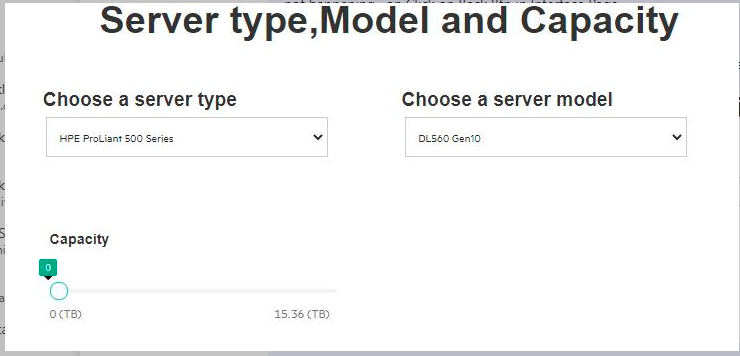 Server type,Model and Capacity
Choose a server type
Choose a server model
HPE ProLiant 500 Series
DL560 Gen10
Capacity
0
0 (TB)
15.36 (TB)